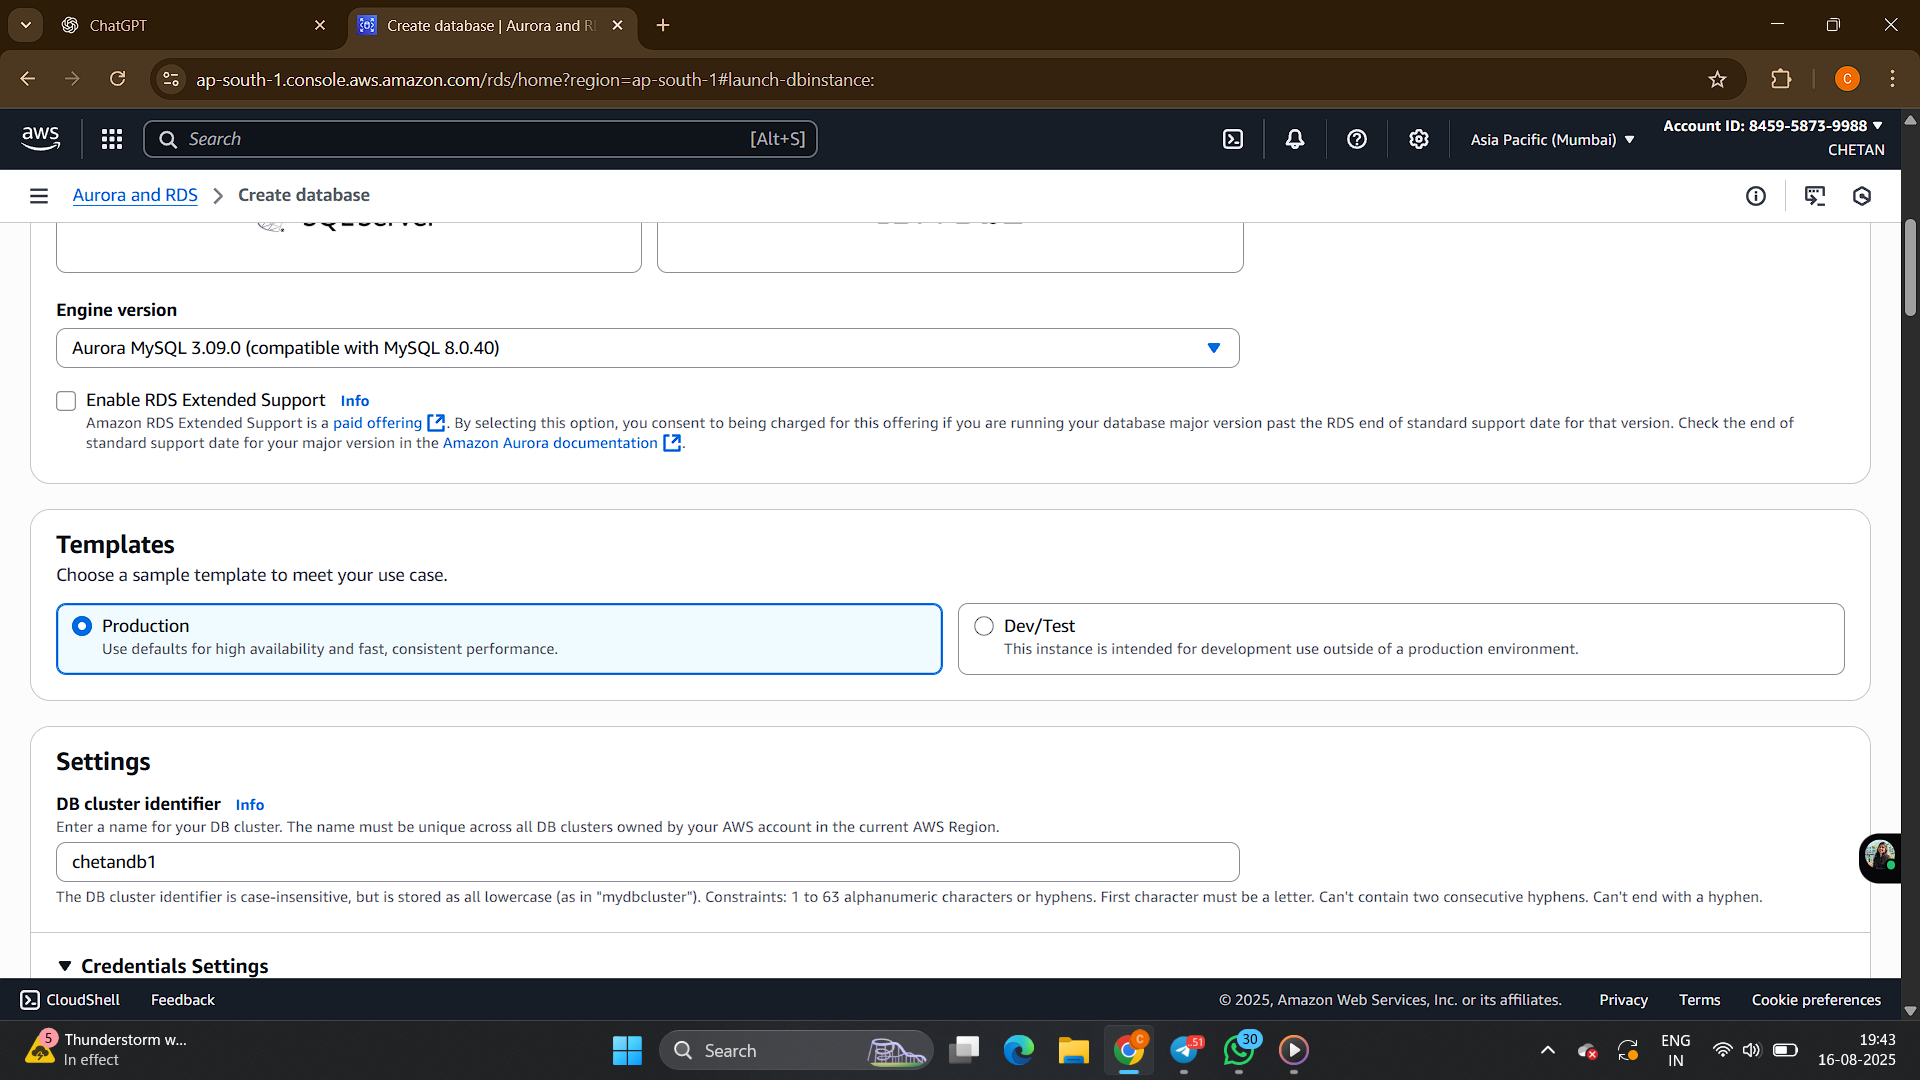 ChatGPT
Create database | Aurora and R
ap-south-1.console.aws.amazon.com/rds/home?region=ap-south-1#launch-dbinstance:
C
aws
Search
[Alt+S]
Asia Pacific (Mumbai)
Account ID: 8459-5873-9988
CHETAN
Aurora and RDS
Create database
SQL Server
Engine version
Aurora MySQL 3.09.0 (compatible with MySQL 8.0.40)
Enable RDS Extended Support Info
Amazon RDS Extended Support is a paid offering. By selecting this option, you consent to being charged for this offering if you are running your database major version past the RDS end of standard support date for that version. Check the end of
standard support date for your major version in the Amazon Aurora documentation.
Templates
Choose a sample template to meet your use case.
Production
Use defaults for high availability and fast, consistent performance.
Dev/Test
This instance is intended for development use outside of a production environment.
Settings
DB cluster identifier Info
Enter a name for your DB cluster. The name must be unique across all DB clusters owned by your AWS account in the current AWS Region.
chetandb1
The DB cluster identifier is case-insensitive, but is stored as all lowercase (as in "mydbcluster"). Constraints: 1 to 63 alphanumeric characters or hyphens. First character must be a letter. Can't contain two consecutive hyphens. Can't end with a hyphen.
Credentials Settings
CloudShell
Feedback
© 2025, Amazon Web Services, Inc. or its affiliates.
Privacy
Terms
Cookie preferences
5
Thunderstorm w...
In effect
Search
C
51
30
ENG
IN
19:43
16-08-2025